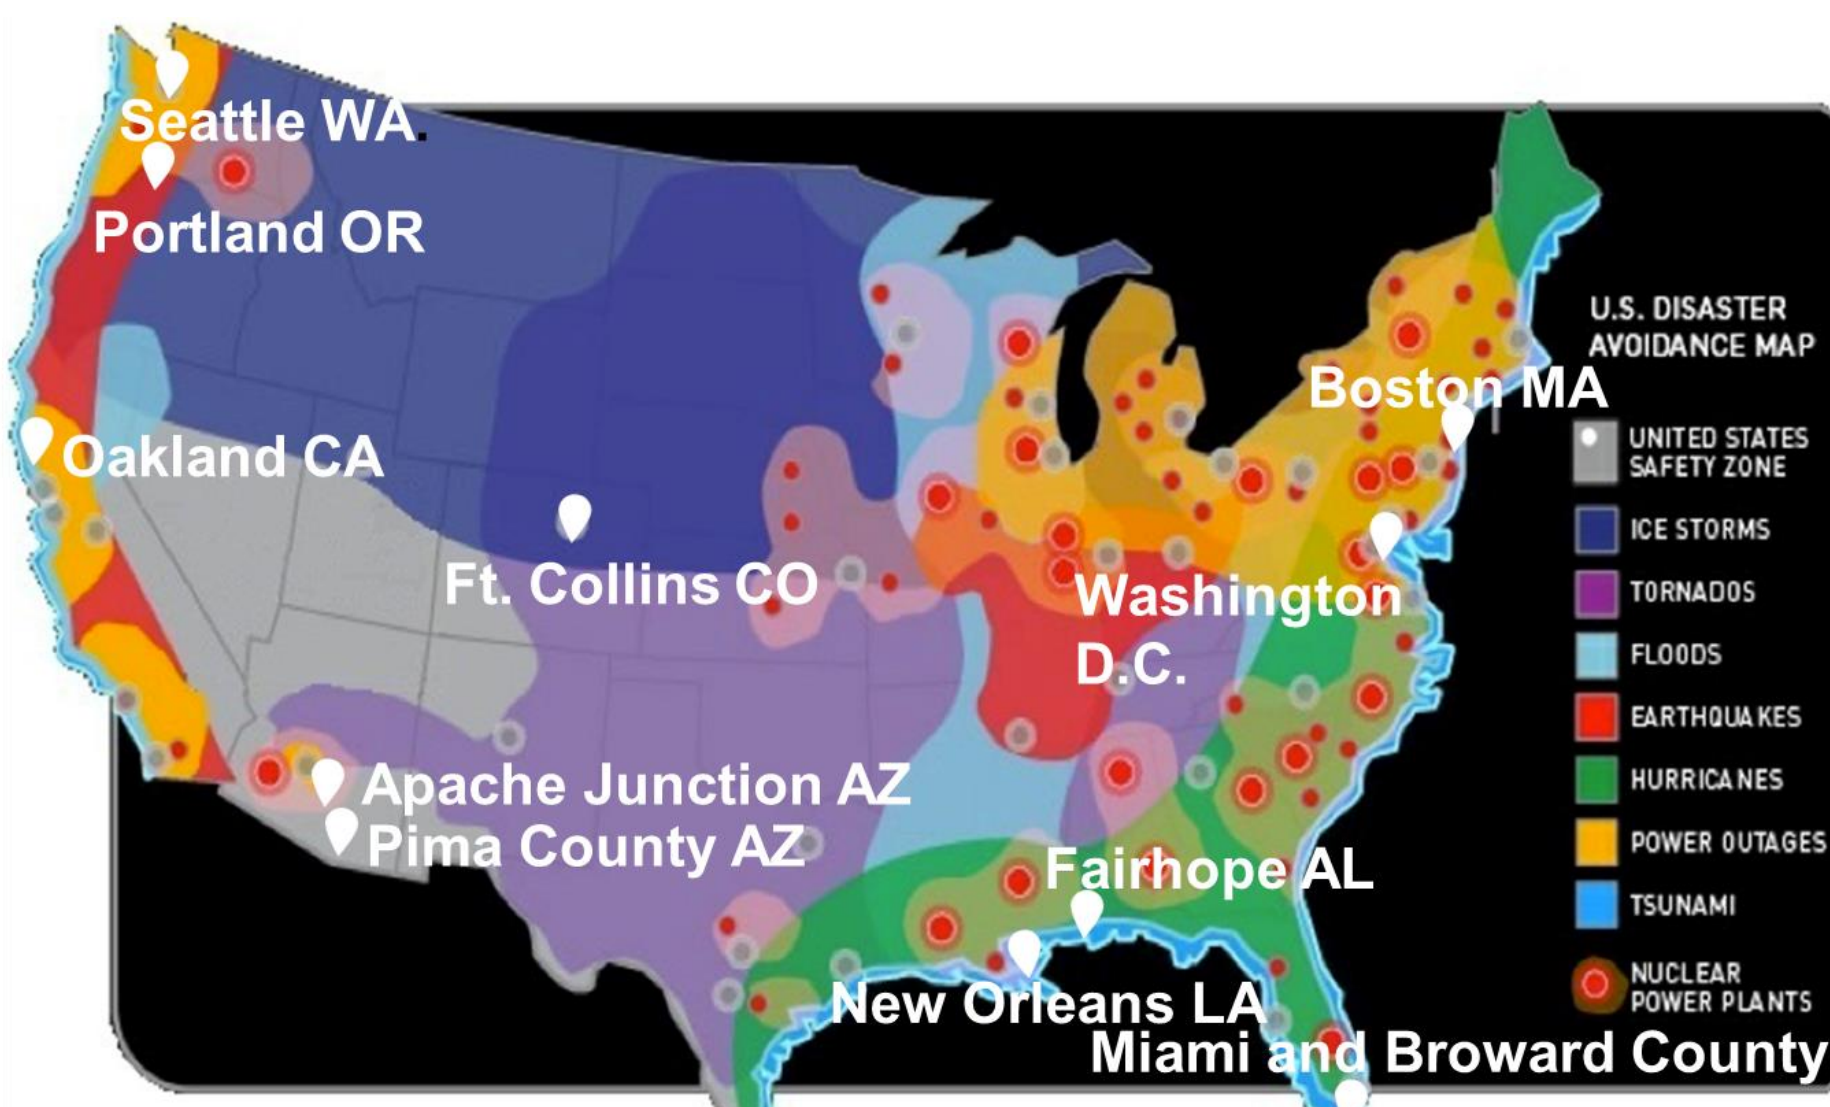 Seattle WA.
Portland OR
U.S. DISASTER
AVOIDANCE MAP
Boston MA
Oakland CA
UNITED STATES
SAFETY ZONE
ICE STORMS
Ft. Collins CO
Washington
D.C.
TORNADOS
FLOODS
EARTHQUAKES
HURRICANES
Apache Junction AZ
Pima County AZ
POWER OUTAGES
Fairhope AL
TSUNAMI
NUCLEAR
POWER PLANTS
New Orleans LA
Miami and Broward County